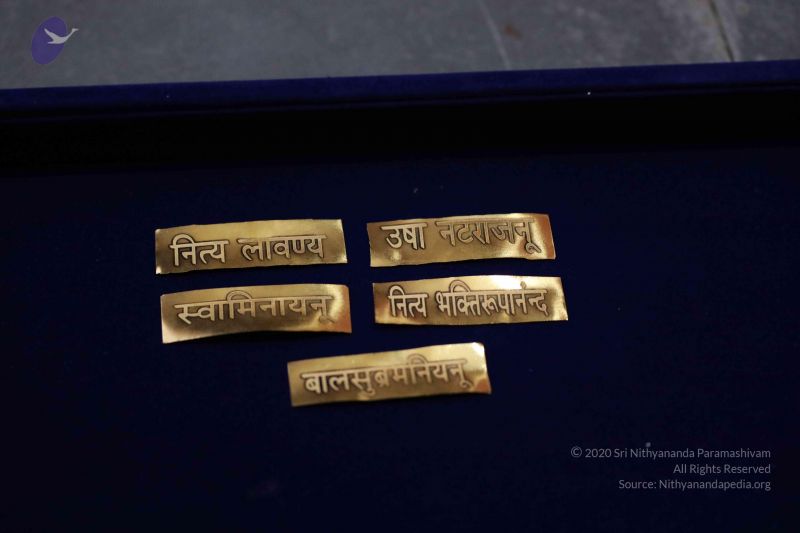 नित्य लावण्य
उषा नटराजनू
स्वामिनायनू
नित्य भक्तिरूपानंन्द
बालसुब्रमनियनू
© 2020 Sri Nithyananda Paramashivam
All Rights Reserved
Source: Nithyanandapedia.org